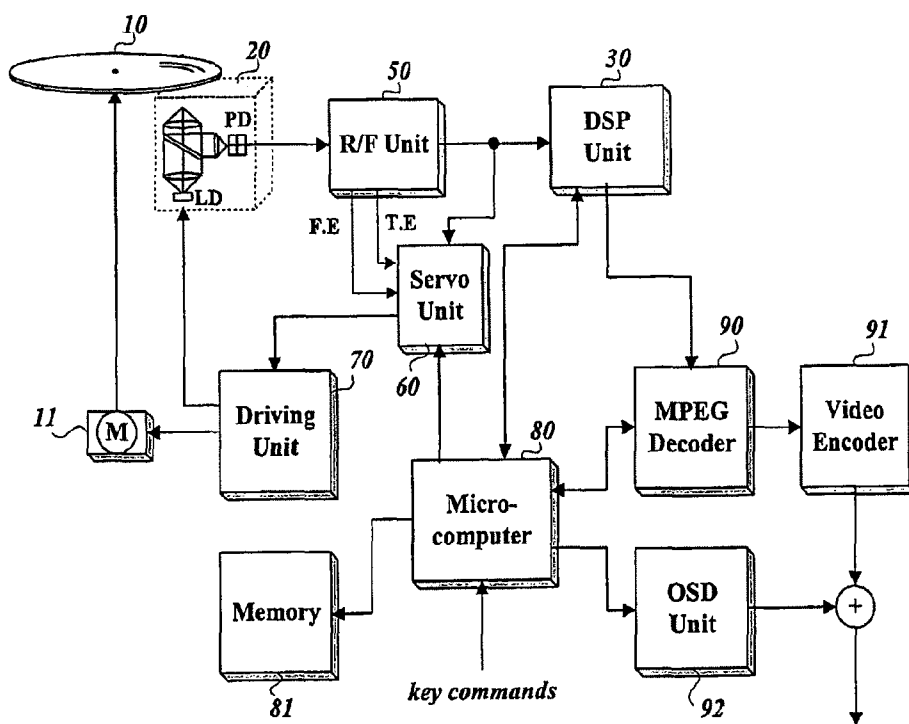 10
20
50
30
PD
R/F Unit
DSP
Unit
LD
F.E
T.E
Servo
Unit
60
70
90
91
11
M
Driving
Unit
80
MPEG
Decoder
Video
Encoder
Micro-
computer
Memory
OSD
Unit
+
81
key commands
92